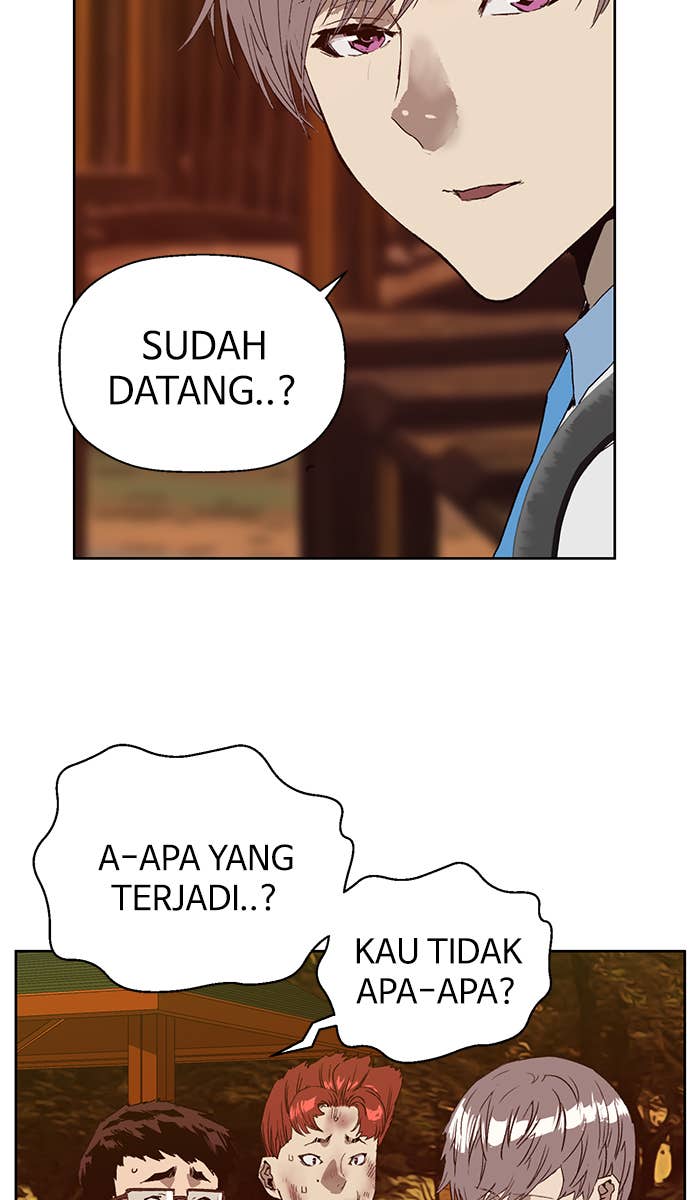 SUDAH
DATANG..?
A-APA YANG
TERJADI..?
KAU TIDAK
APA-APA?